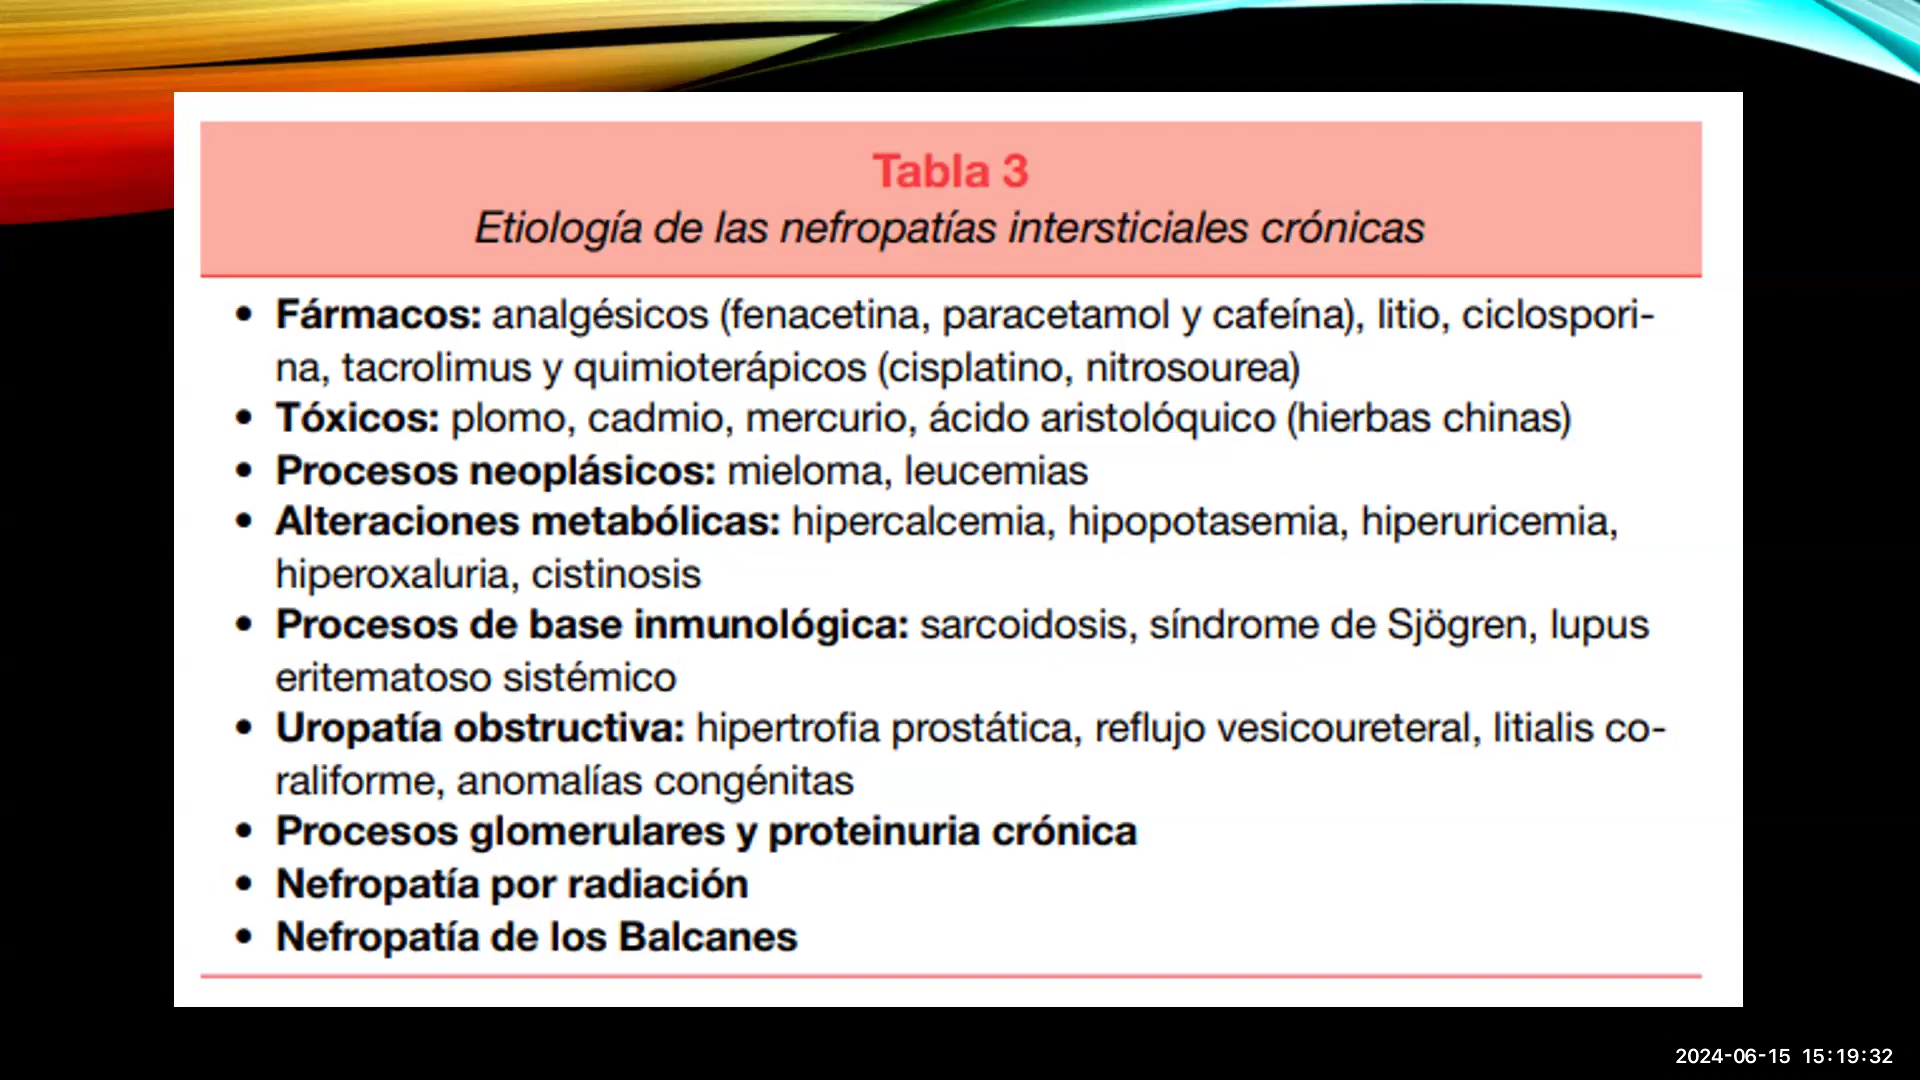 Tabla 3
Etiología de las nefropatías intersticiales crónicas
• Fármacos: analgésicos (fenacetina, paracetamol y cafeína), litio, ciclospori-
na, tacrolimus y quimioterápicos (cisplatino, nitrosourea)
• Tóxicos: plomo, cadmio, mercurio, ácido aristolóquico (hierbas chinas)
• Procesos neoplásicos: mieloma, leucemias
• Alteraciones metabólicas: hipercalcemia, hipopotasemia, hiperuricemia,
hiperoxaluria, cistinosis
• Procesos de base inmunológica: sarcoidosis, síndrome de Sjögren, lupus
eritematoso sistémico
• Uropatía obstructiva: hipertrofia prostática, reflujo vesicoureteral, litialis co-
raliforme, anomalías congénitas
• Procesos glomerulares y proteinuria crónica
• Nefropatía por radiación
• Nefropatía de los Balcanes
2024-06-15 15:19:32